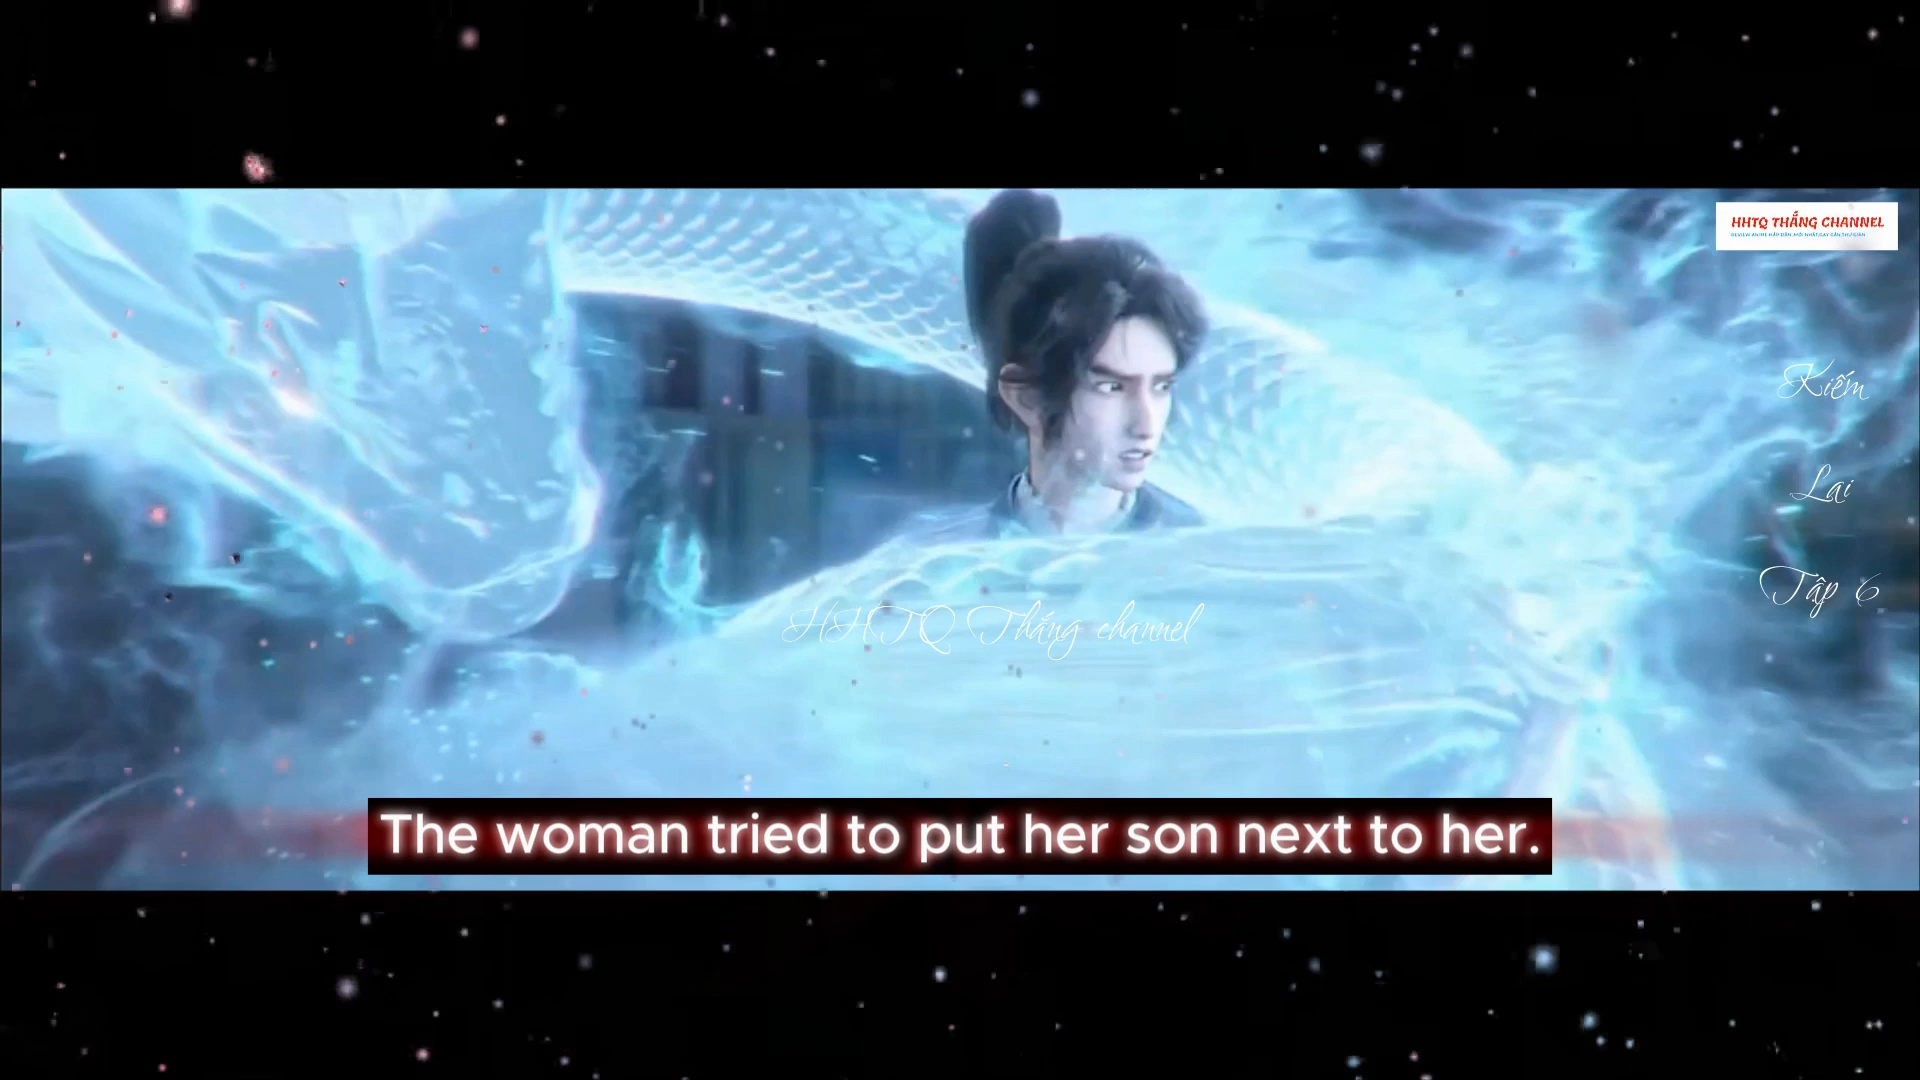 HHTQ THẮNG CHANNEL
Kiếm
Lai
Tập 6
HHTQ Thắng channel
The woman tried to put her son next to her.